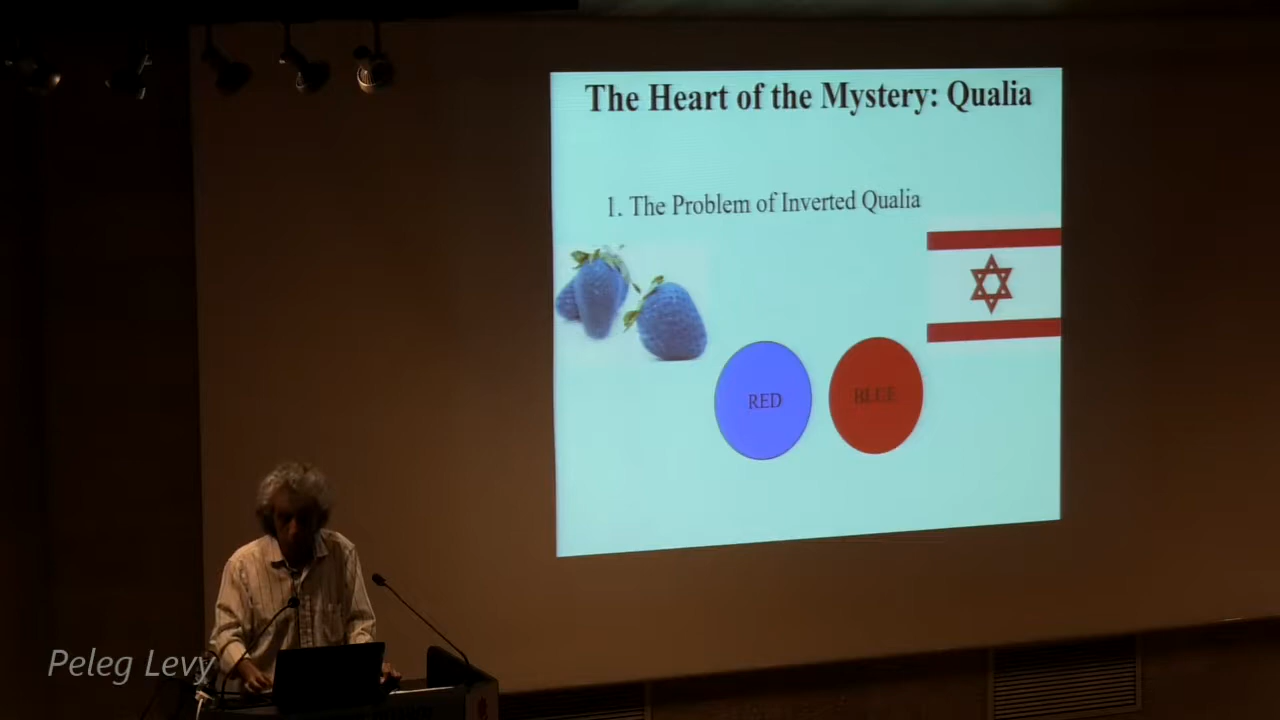 The Heart of the Mystery: Qualia
1. The Problem of Inverted Qualia
RED
BLUE
Peleg Levy